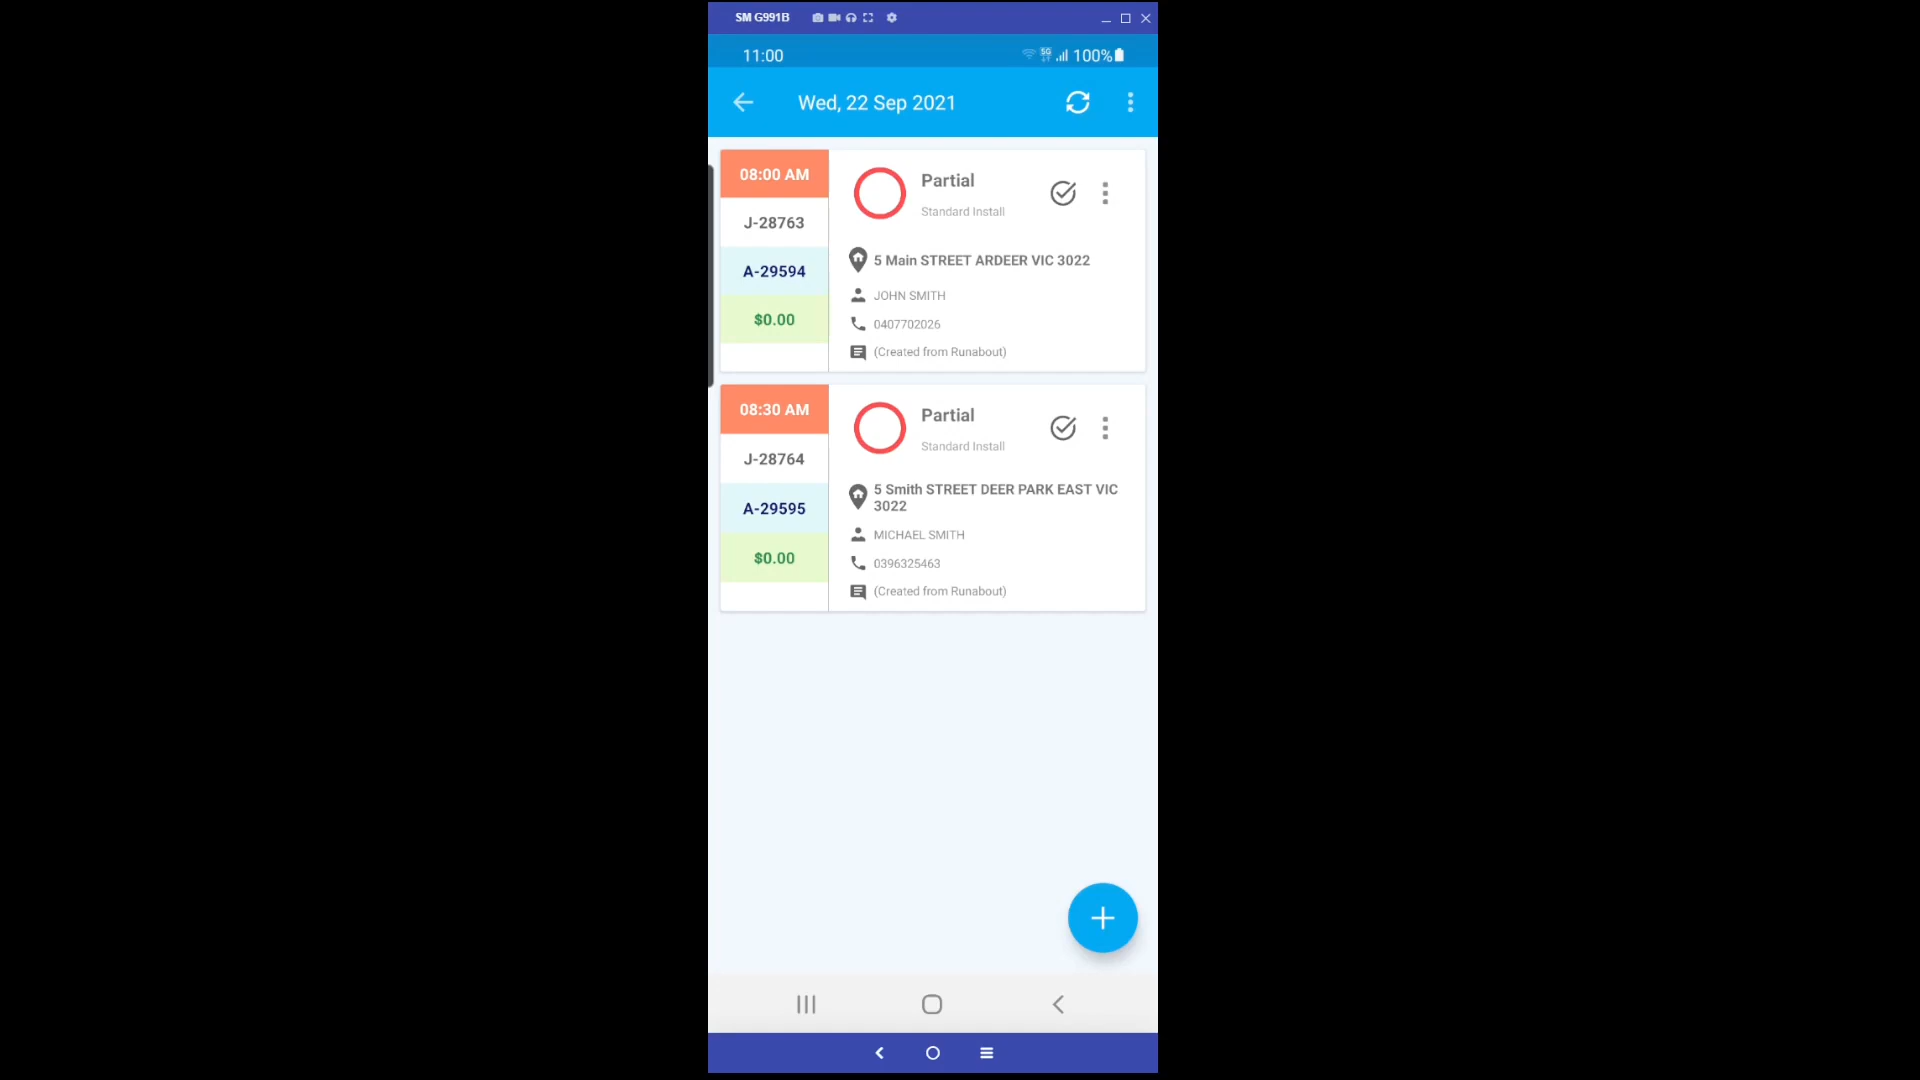 SM G991B
11:00
5G
100%
Wed, 22 Sep 2021
08:00 AM
J-28763
A-29594
$0.00
Partial
Standard Install
5 Main STREET ARDEER VIC 3022
JOHN SMITH
0407702026
(Created from Runabout)
08:30 AM
J-28764
A-29595
$0.00
Partial
Standard Install
5 Smith STREET DEER PARK EAST VIC
3022
MICHAEL SMITH
0396325463
(Created from Runabout)